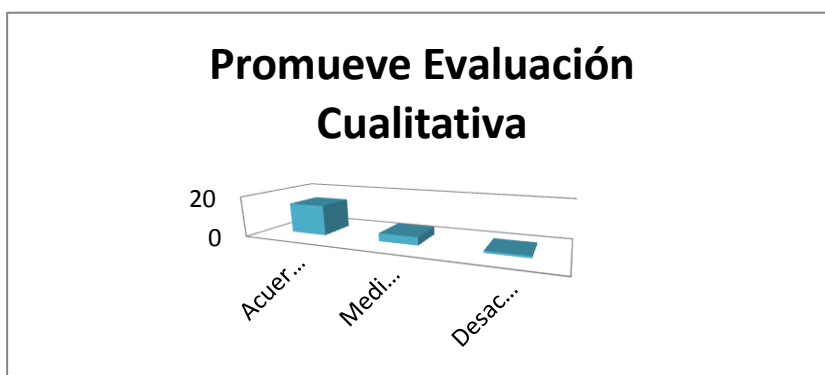 Promueve Evaluación
Cualitativa
20
0
Acuer...
Medi...
Desac...